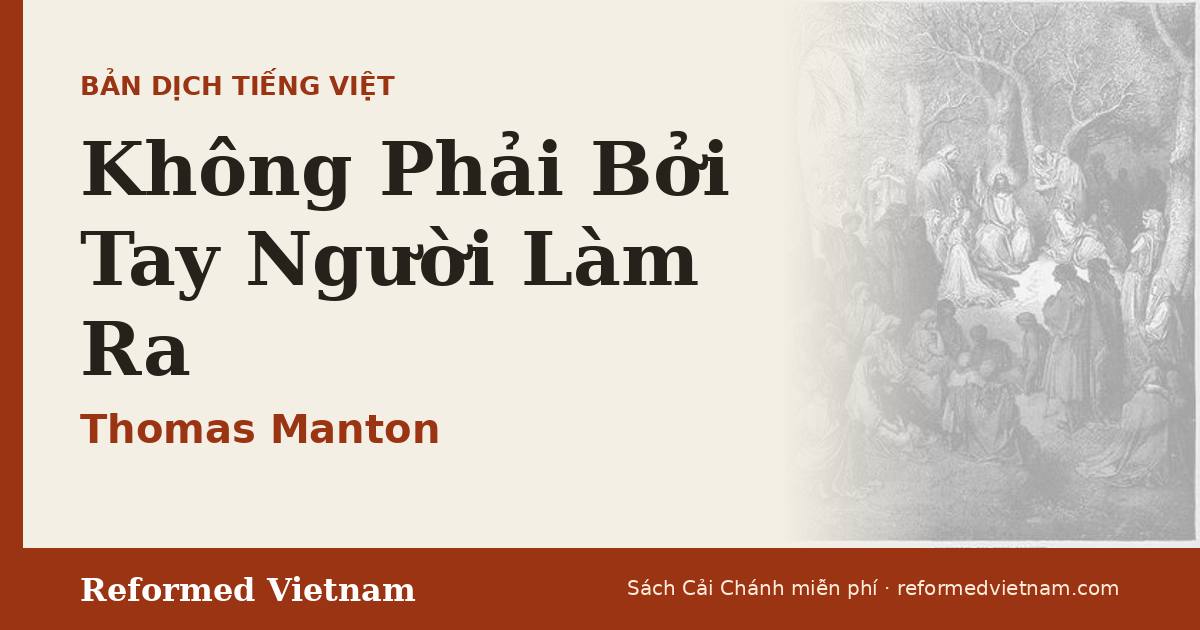 BẢN DỊCH TIẾNG VIỆT
Không Phải Bởi
Tay Người Làm
Ra
Thomas Manton
Reformed Vietnam
Sách Cải Chánh miễn phí · reformedvietnam.com